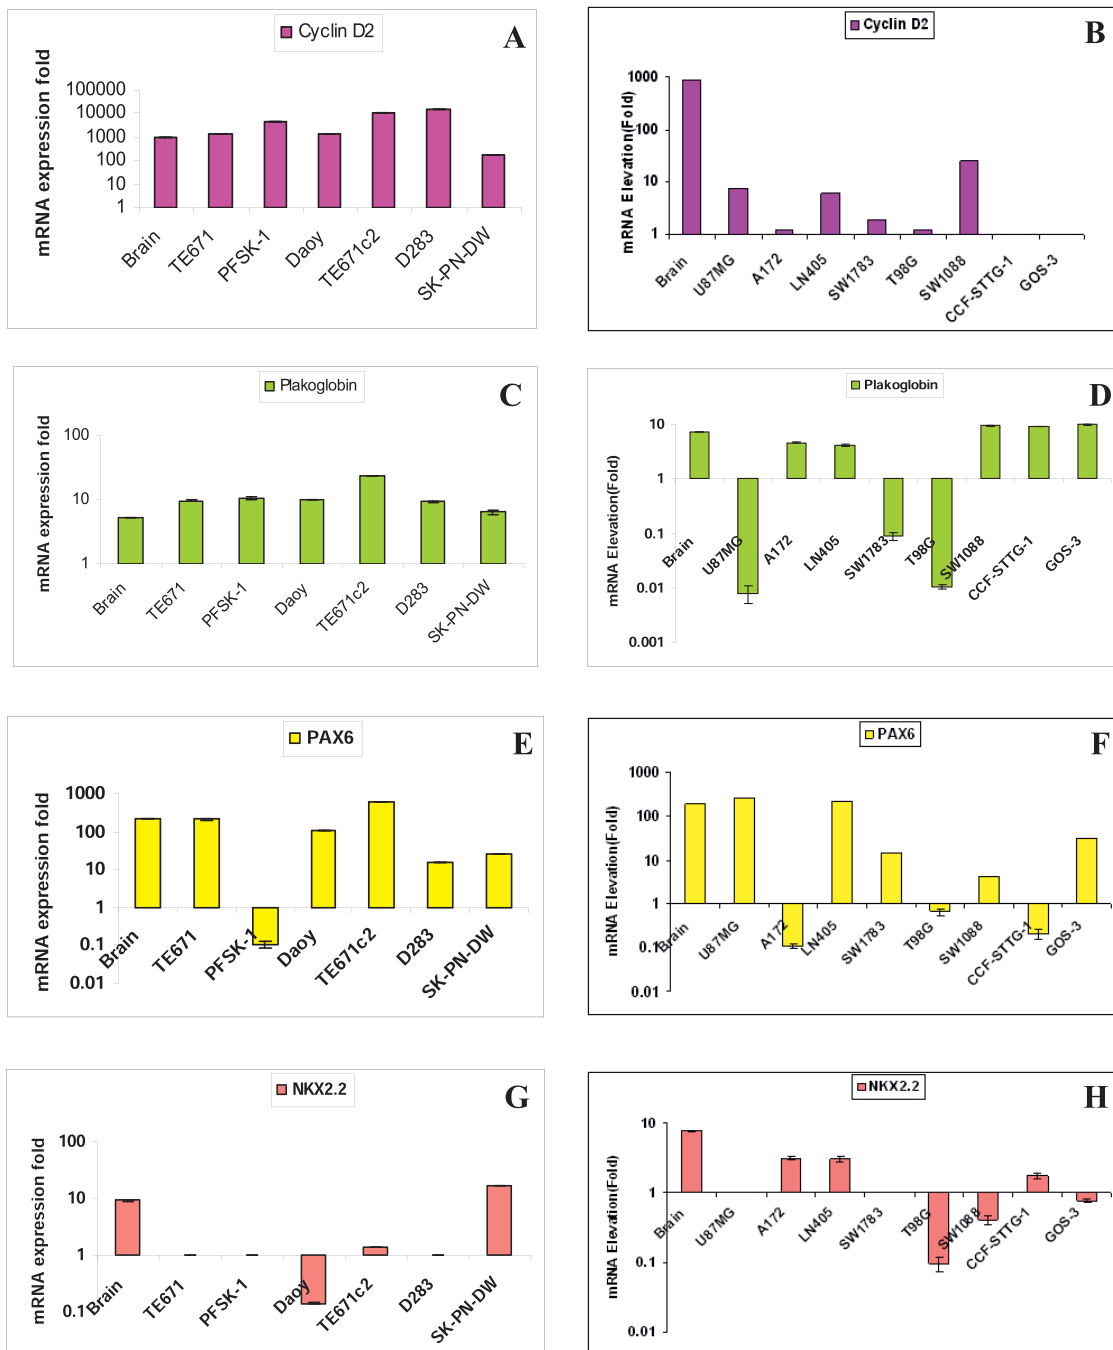 Cyclin D2
A
mRNA expression fold
100000
10000
1000
100
10
1
Brain
TE671
PFSK-1
Daoy
TE671c2
D283
SK-PN-DW
Cyclin D2
B
mRNA Elevation(Fold)
1000
100
10
1
Brain
U87MG
A172
LN405
SW1783
T98G
SW1088
CCF-STTG-1
GOS-3
Plakoglobin
C
mRNA expression fold
100
10
1
Brain
TE671
PFSK-1
Daoy
TE671c2
D283
SK-PN-DW
Plakoglobin
D
mRNA Elevation(Fold)
10
1
0.1
0.01
0.001
Brain
U87MG
A172
LN405
SW1783
T98G
SW1088
CCF-STTG-1
GOS-3
PAX6
E
mRNA expression fold
1000
100
10
1
0.1
0.01
Brain
TE671
PFSK-1
Daoy
TE671c2
D283
SK-PN-DW
PAX6
F
mRNA Elevation(Fold)
1000
100
10
1
0.1
0.01
Brain
U87MG
A172
LN405
SW1783
T98G
SW1088
CCF-STTG-1
GOS-3
NKX2.2
G
mRNA expression fold
100
10
1
0.1
Brain
TE671
PFSK-1
Daoy
TE671c2
D283
SK-PN-DW
NKX2.2
H
mRNA Elevation(Fold)
10
1
0.1
0.01
Brain
U87MG
A172
LN405
SW1783
T98G
SW1088
CCF-STTG-1
GOS-3